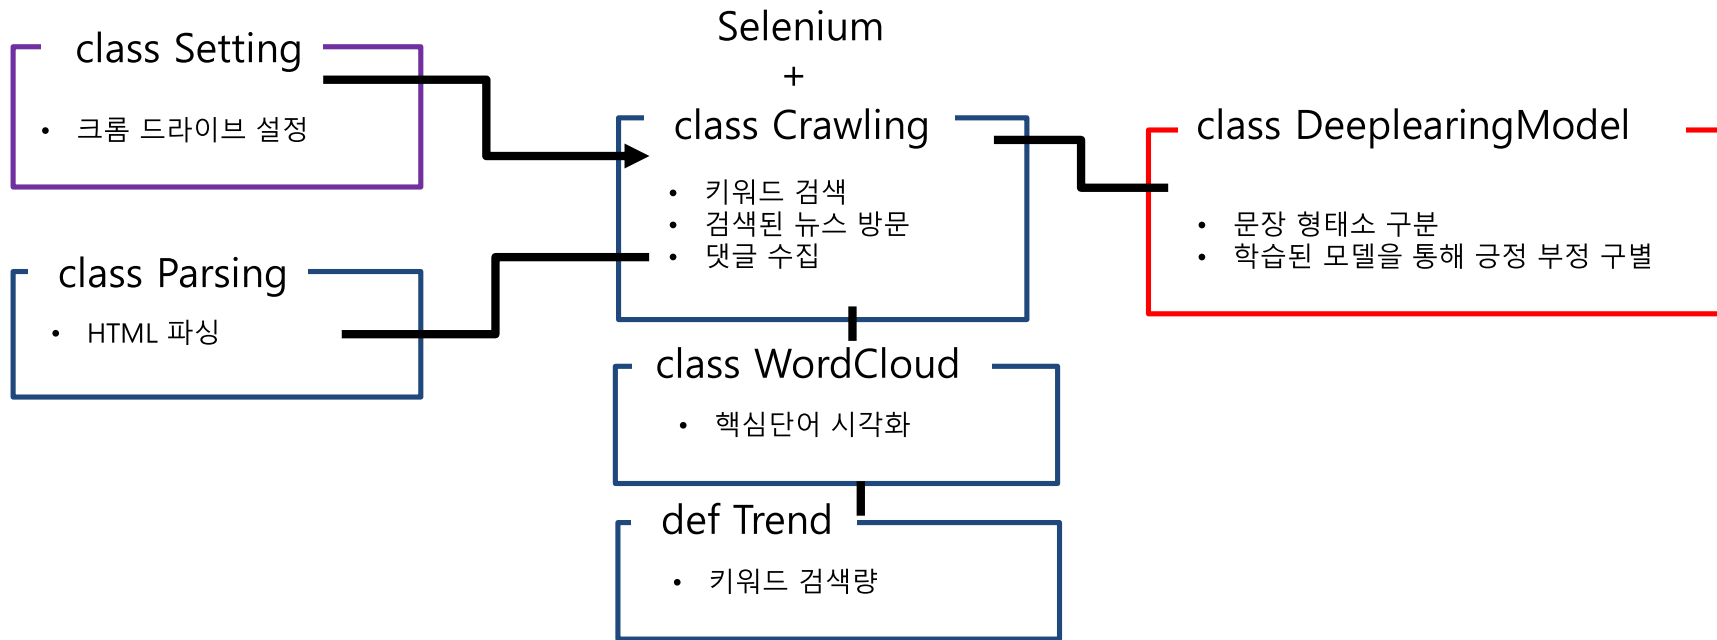 class Setting
• 크롬 드라이브 설정
class Parsing
• HTML 파싱
Selenium
+
class Crawling
• 키워드 검색
• 검색된 뉴스 방문
• 댓글 수집
class WordCloud
• 핵심단어 시각화
def Trend
• 키워드 검색량
class DeeplearingModel
• 문장 형태소 구분
• 학습된 모델을 통해 긍정 부정 구별